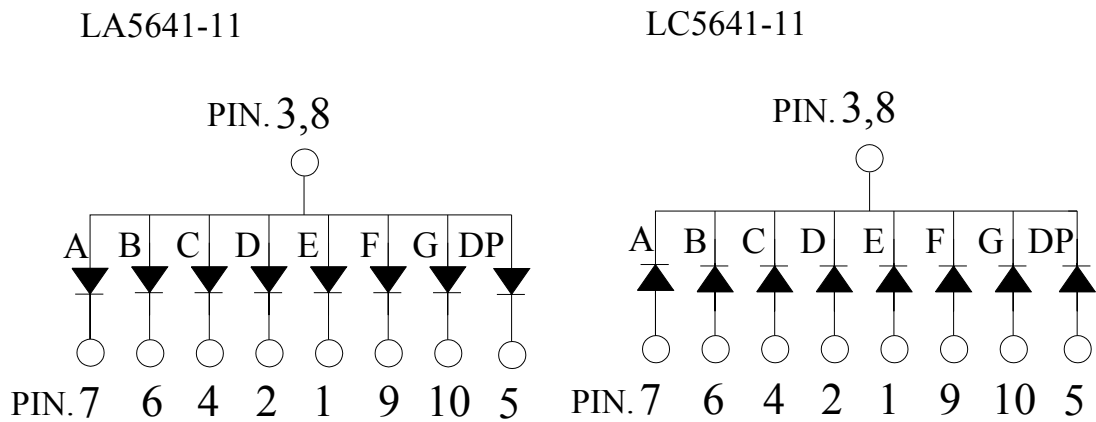 LA5641-11
PIN. 3,8
A B C D E F G DP
PIN. 7 6 4 2 1 9 10 5
LC5641-11
PIN. 3,8
A B C D E F G DP
PIN. 7 6 4 2 1 9 10 5